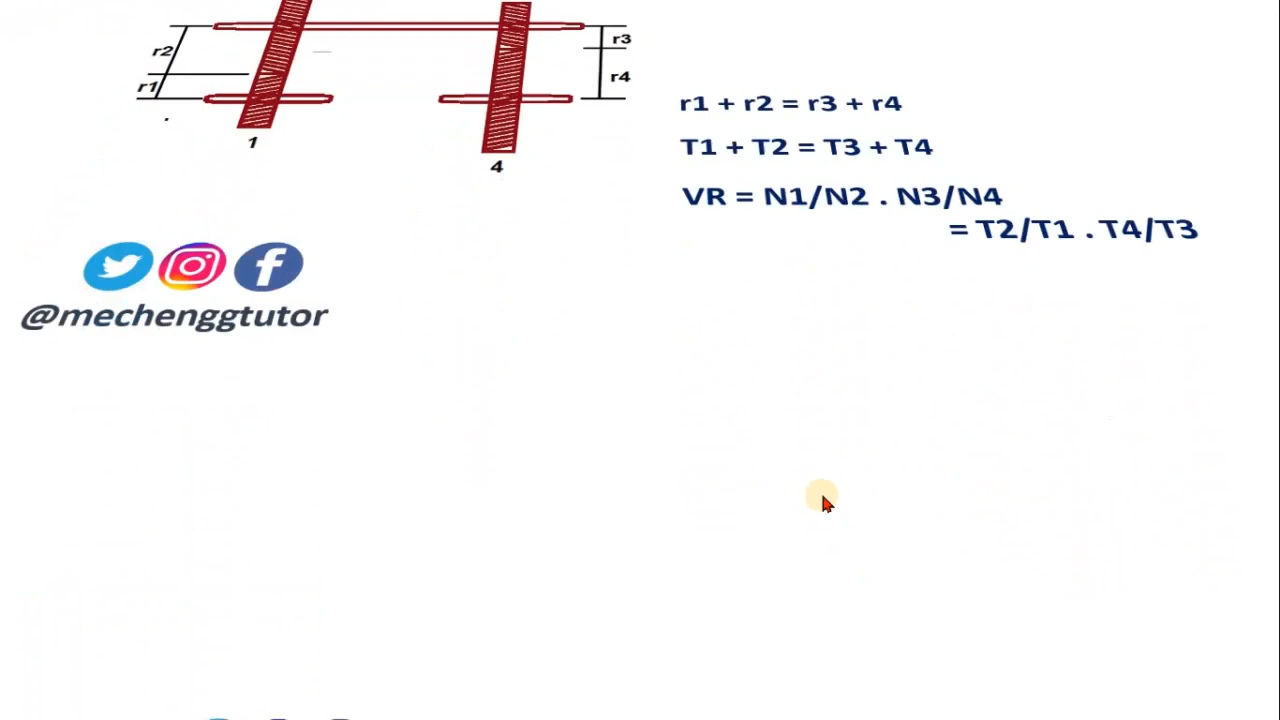 r2
r1
1
4
r3
r4
r1 + r2 = r3 + r4
T1 + T2 = T3 + T4
VR = N1/N2 . N3/N4
= T2/T1 . T4/T3
@mechenggtutor